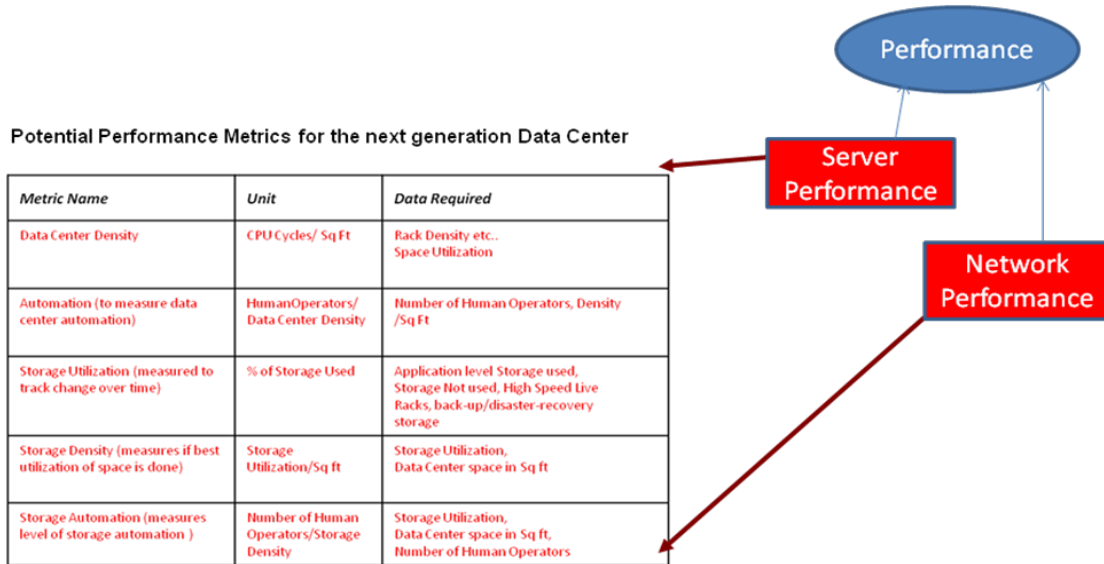 Performance
Potential Performance Metrics for the next generation Data Center
Server
Performance
Network
Performance
Metric Name
Unit
Data Required
Data Center Density
CPU Cycles/ Sq Ft
Rack Density etc..
Space Utilization
Automation (to measure data
center automation)
HumanOperators/
Data Center Density
Number of Human Operators, Density
/Sq Ft
Storage Utilization (measured to
track change over time)
% of Storage Used
Application level Storage used,
Storage Not used, High Speed Live
Racks, back-up/disaster-recovery
storage
Storage Density (measures if best
utilization of space is done)
Storage
Utilization/Sq ft
Storage Utilization,
Data Center space in Sq ft
Storage Automation (measures
level of storage automation )
Number of Human
Operators/Storage
Density
Storage Utilization,
Data Center space in Sq ft,
Number of Human Operators